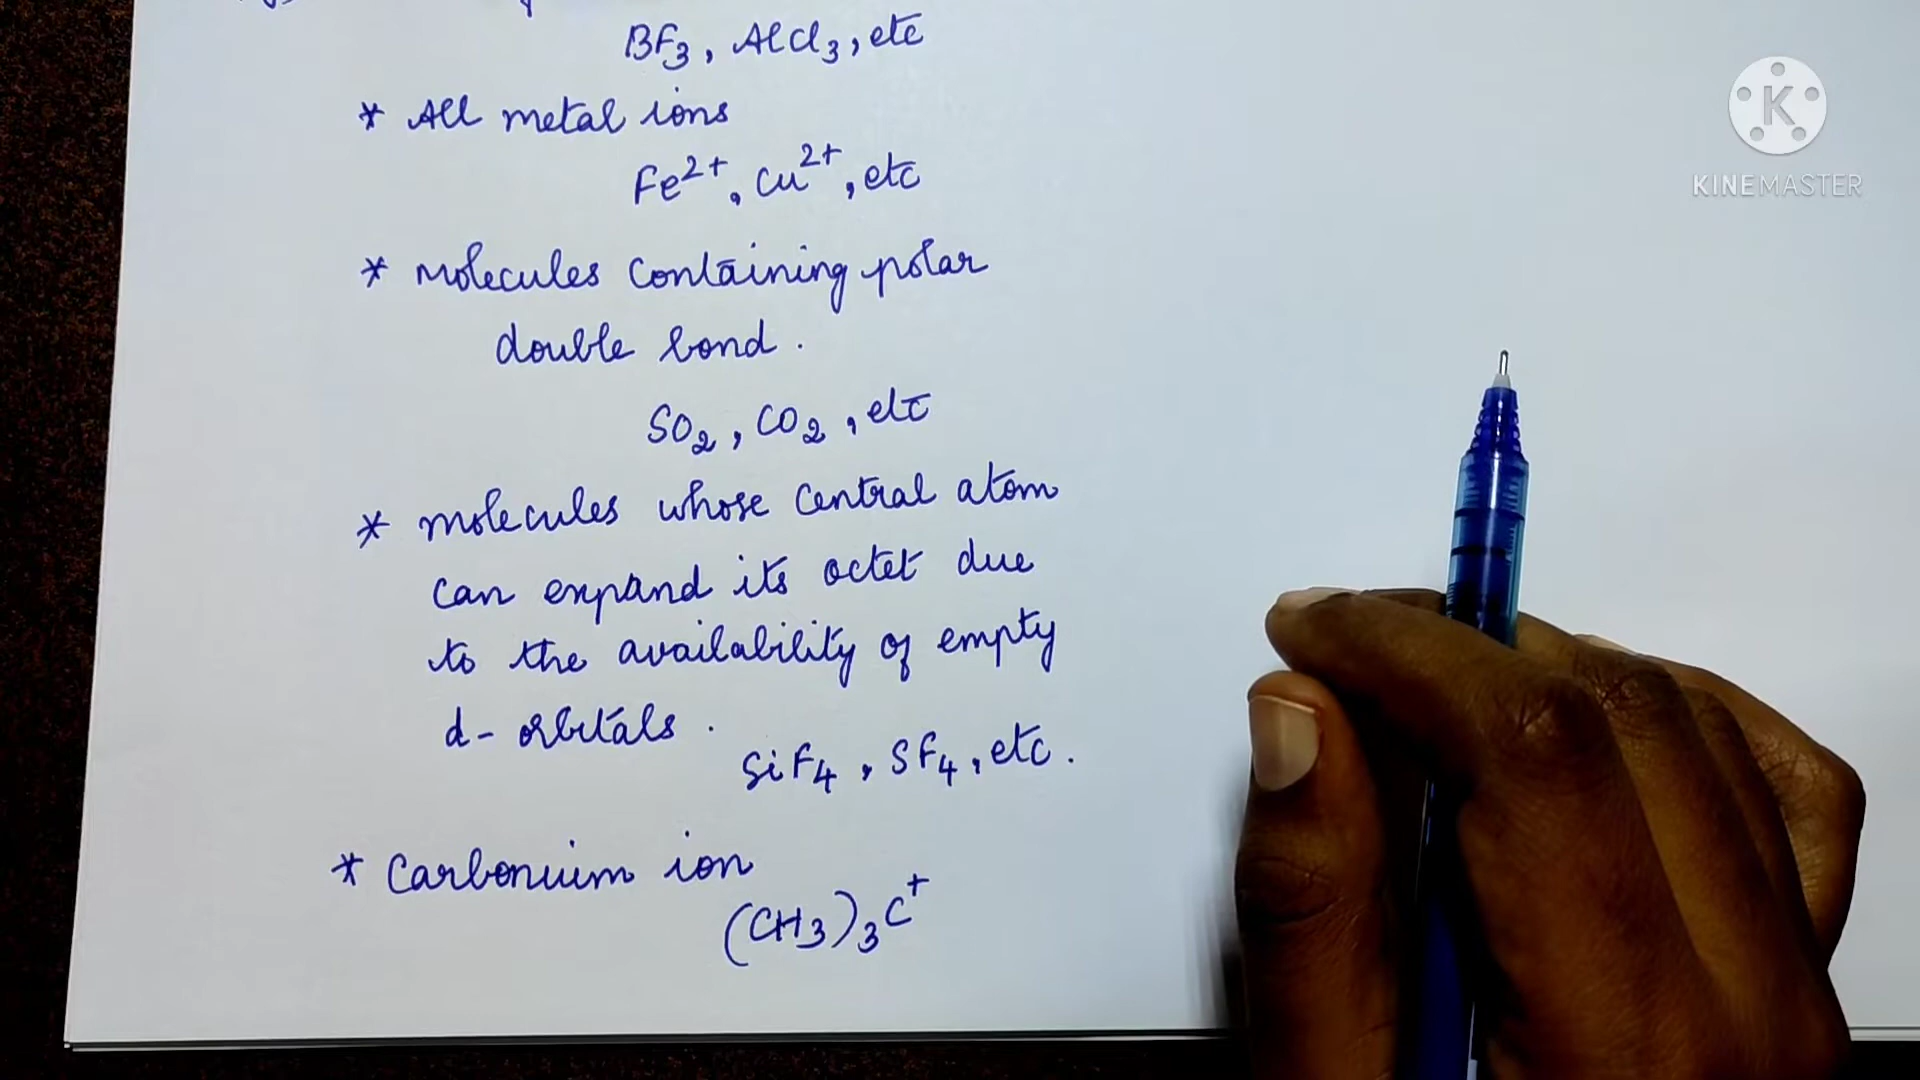 BF₃, AlCl₃, etc
* All metal ions
Fe²⁺, Cu²⁺, etc
* Molecules containing polar
double bond.
SO₂, CO₂, etc
* molecules whose central atom
can expand its octet due
to the availability of empty
d-orbitals.
SiF₄, SF₄, etc.
* Carbonium ion
(CH₃)₃C⁺
K
KINEMASTER